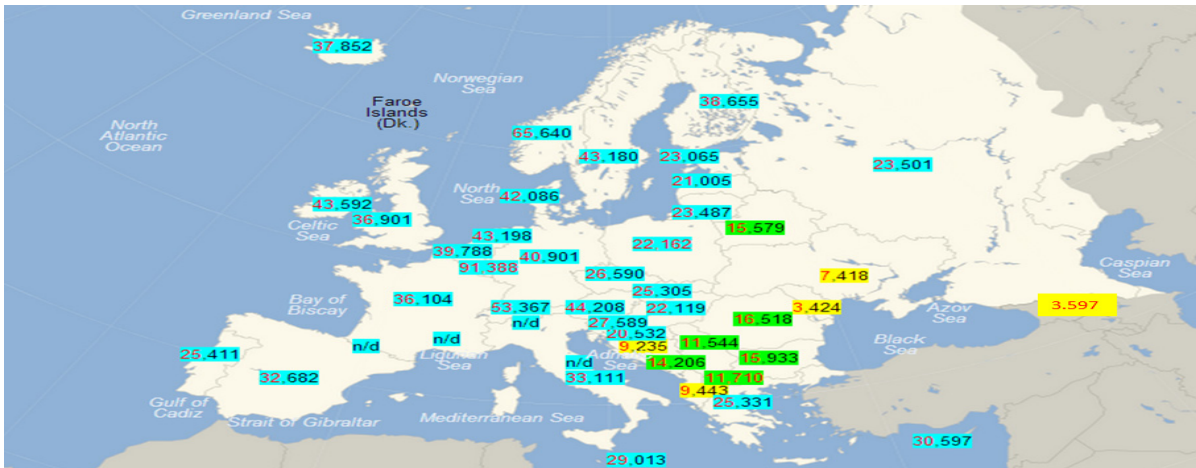 Greenland Sea
37,852
Norwegian
Sea
Faroe
Islands
(Dk.)
38,655
North
Atlantic
Ocean
65,640
43,180
23,065
23,501
21,005
North
Sea
42,086
43,592
36,901
23,487
15,579
Celtic
Sea
43,198
22,162
39,788
40,901
91,388
26,590
7,418
Caspian
Sea
25,305
Bay of
Biscay
36,104
53,367
44,208
22,119
3,424
Azov
Sea
3.597
n/d
27,589
16,518
20,532
n/d
n/d
9,235
11,544
Black
Sea
25,411
Ligurian
Sea
n/d
Adriatic
Sea
14,206
15,933
32,682
33,111
11,710
9,443
25,331
Gulf of
Cadiz
Strait of Gibraltar
Mediterranean Sea
30,597
29,013